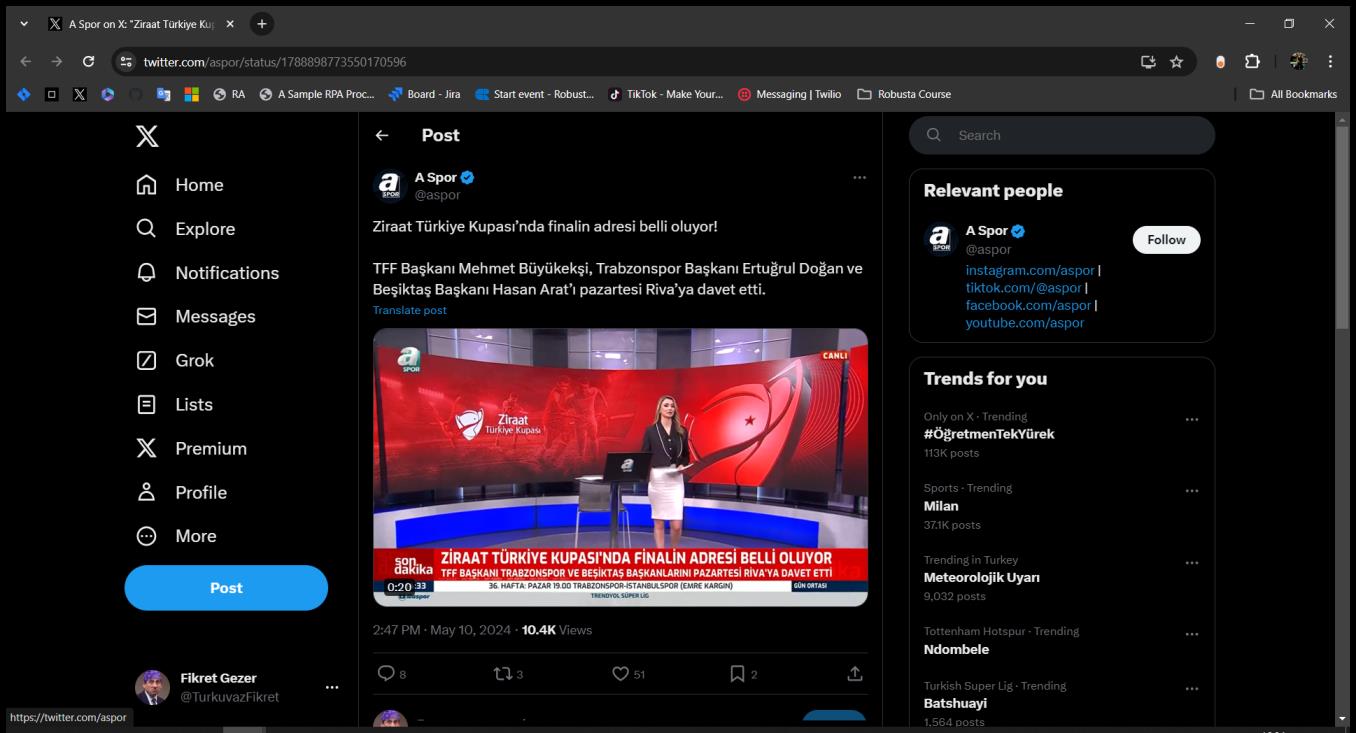 A Spor on X: "Ziraat Türkiye Kup
twitter.com/aspor/status/1788898773550170596
RA
A Sample RPA Proc...
Board - Jira
Start event - Robust...
TikTok - Make Your...
Messaging | Twilio
Robusta Course
All Bookmarks
Home
Explore
Notifications
Messages
Grok
Lists
Premium
Profile
More
Post
Fikret Gezer
@TurkuvazFikret
https://twitter.com/aspor
Post
A Spor
@aspor
Ziraat Türkiye Kupası’nda finalin adresi belli oluyor!
TFF Başkanı Mehmet Büyükekşi, Trabzonspor Başkanı Ertuğrul Doğan ve
Beşiktaş Başkanı Hasan Arat’ı pazartesi Riva’ya davet etti.
Translate post
a
SPOR
CANLI
Ziraat
Türkiye Kupası
a
son
dakika
ZİRAAT TÜRKİYE KUPASI'NDA FİNALİN ADRESİ BELLİ OLUYOR
TFF BAŞKANI TRABZONSPOR VE BEŞİKTAŞ BAŞKANLARINI PAZARTESİ RİVA'YA DAVET ETTİ
0:20
:33
36. HAFTA: PAZAR 19.00 TRABZONSPOR-İSTANBULSPOR (EMRE KARGIN)
GÜN ORTASI
aspor
TRENDYOL SÜPER LİG
2:47 PM · May 10, 2024 · 10.4K Views
8
3
51
2
Search
Relevant people
A Spor
@aspor
Follow
instagram.com/aspor |
tiktok.com/@aspor |
facebook.com/aspor |
youtube.com/aspor
Trends for you
Only on X · Trending
#ÖğretmenTekYürek
113K posts
Sports · Trending
Milan
37.1K posts
Trending in Turkey
Meteorolojik Uyarı
9,032 posts
Tottenham Hotspur · Trending
Ndombele
Turkish Super Lig · Trending
Batshuayi
1,564 posts